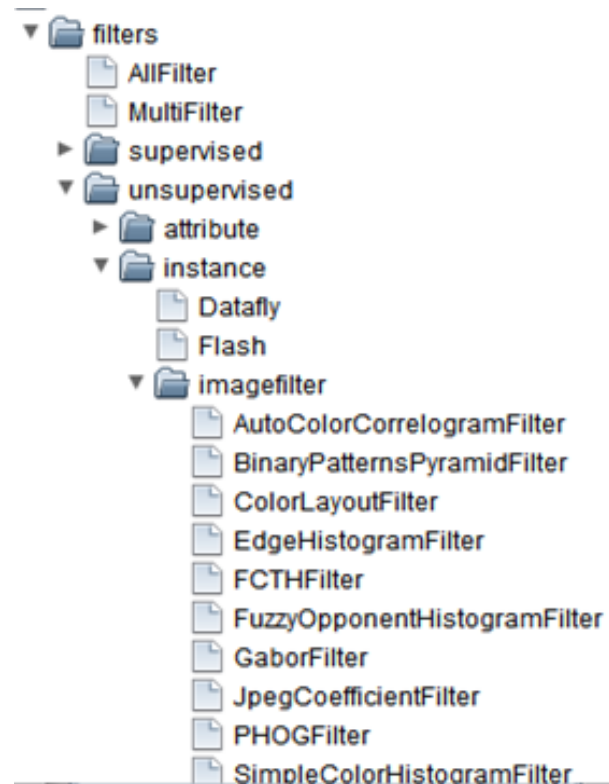 filters
AllFilter
MultiFilter
supervised
unsupervised
attribute
instance
Datafly
Flash
imagefilter
AutoColorCorrelogramFilter
BinaryPatternsPyramidFilter
ColorLayoutFilter
EdgeHistogramFilter
FCTHFilter
FuzzyOpponentHistogramFilter
GaborFilter
JpegCoefficientFilter
PHOGFilter
SimpleColorHistogramFilter